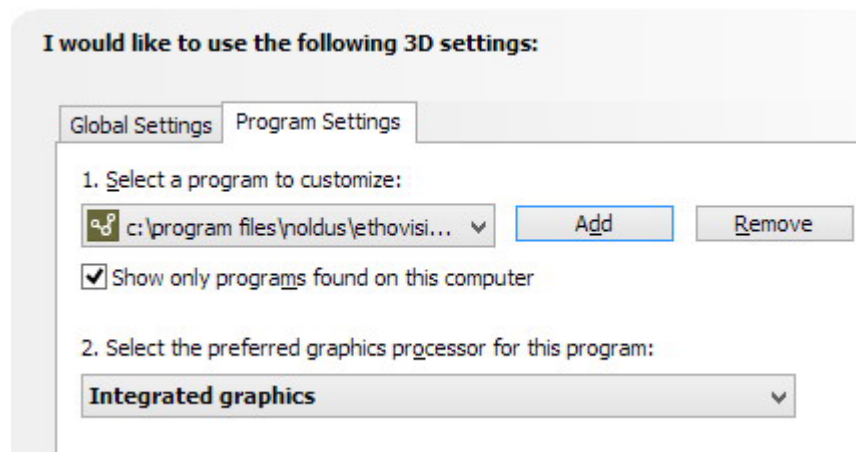 I would like to use the following 3D settings:
Global Settings Program Settings
1. Select a program to customize:
c:\program files\noldus\ethovisi... Add Remove
Show only programs found on this computer
2. Select the preferred graphics processor for this program:
Integrated graphics